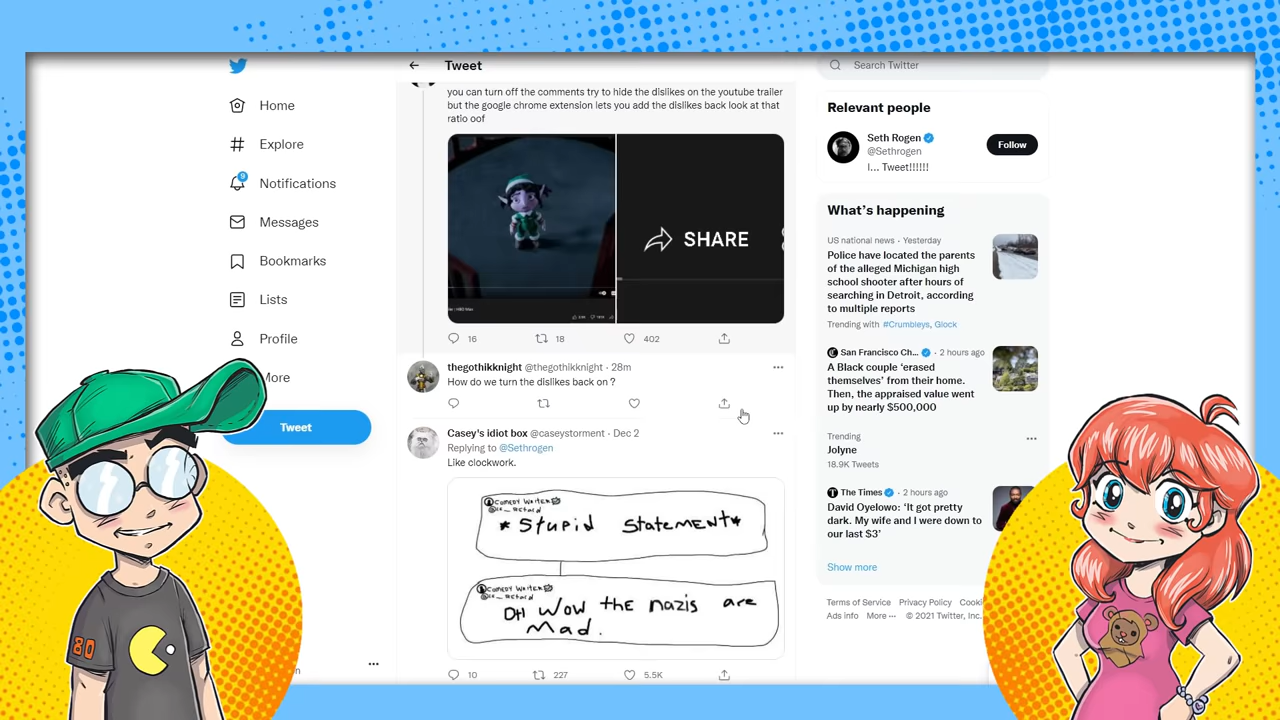 Home
Explore
9
Notifications
Messages
Bookmarks
Lists
Profile
More
Tweet
Tweet
you can turn off the comments try to hide the dislikes on the youtube trailer
but the google chrome extension lets you add the dislikes back look at that
ratio oof
SHARE
16
18
402
thegothikknight @thegothikknight · 28m
How do we turn the dislikes back on ?
Casey's idiot box @caseystorment · Dec 2
Replying to @Sethrogen
Like clockwork.
COMEDY WRITER
*Stupid Statement*
COMEDY WRITER
OH Wow the nazis are
Mad.
10
227
5.5K
Search Twitter
Relevant people
Seth Rogen
@Sethrogen
Follow
I... Tweet!!!!!!
What's happening
US national news · Yesterday
Police have located the parents
of the alleged Michigan high
school shooter after hours of
searching in Detroit, according
to multiple reports
Trending with #Crumbleys, Glock
San Francisco Ch... · 2 hours ago
A Black couple 'erased
themselves' from their home.
Then, the appraised value went
up by nearly $500,000
Trending
Jolyne
18.9K Tweets
The Times · 2 hours ago
David Oyelowo: 'It got pretty
dark. My wife and I were down to
our last $3'
Show more
Terms of Service Privacy Policy Cooki
Ads info More ··· © 2021 Twitter, Inc.
80